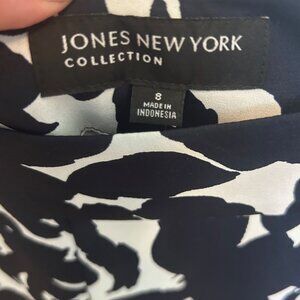 JONES NEW YORK
COLLECTION
8
MADE IN
INDONESIA